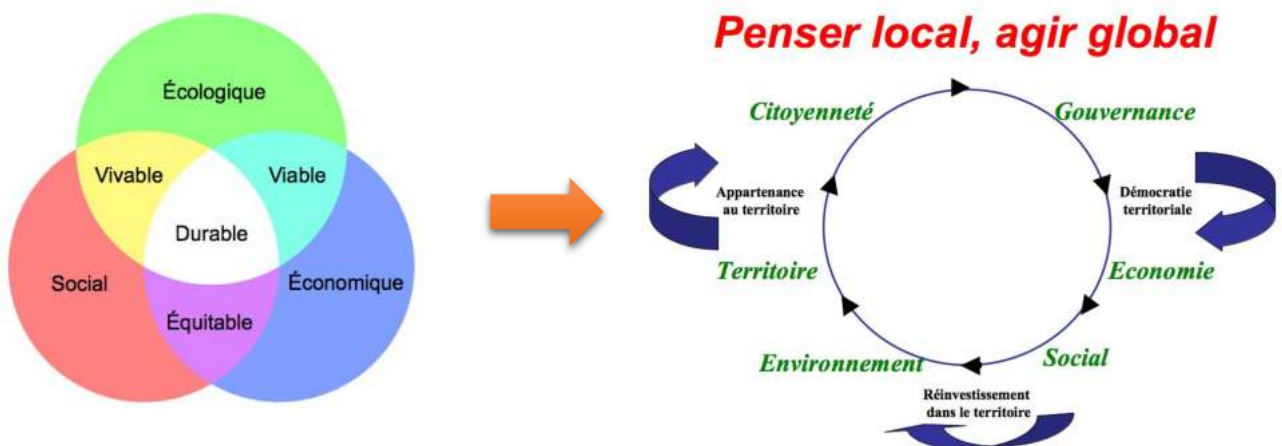 Écologique
Vivable
Viable
Durable
Social
Économique
Équitable
Penser local, agir global
Citoyenneté
Gouvernance
Appartenance
au territoire
Démocratie
territoriale
Territoire
Economie
Environnement
Social
Réinvestissement
dans le territoire